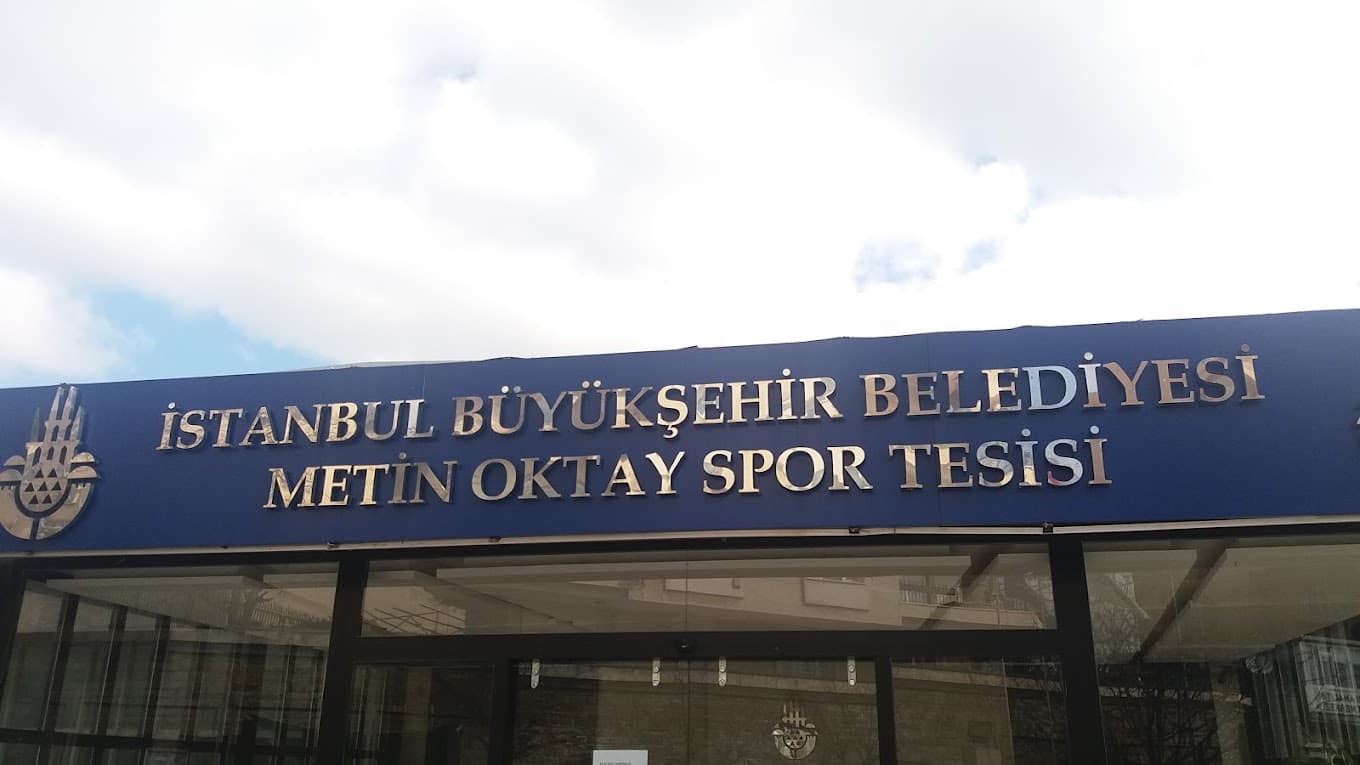 İSTANBUL BÜYÜKŞEHİR BELEDİYESİ
METİN OKTAY SPOR TESİSİ